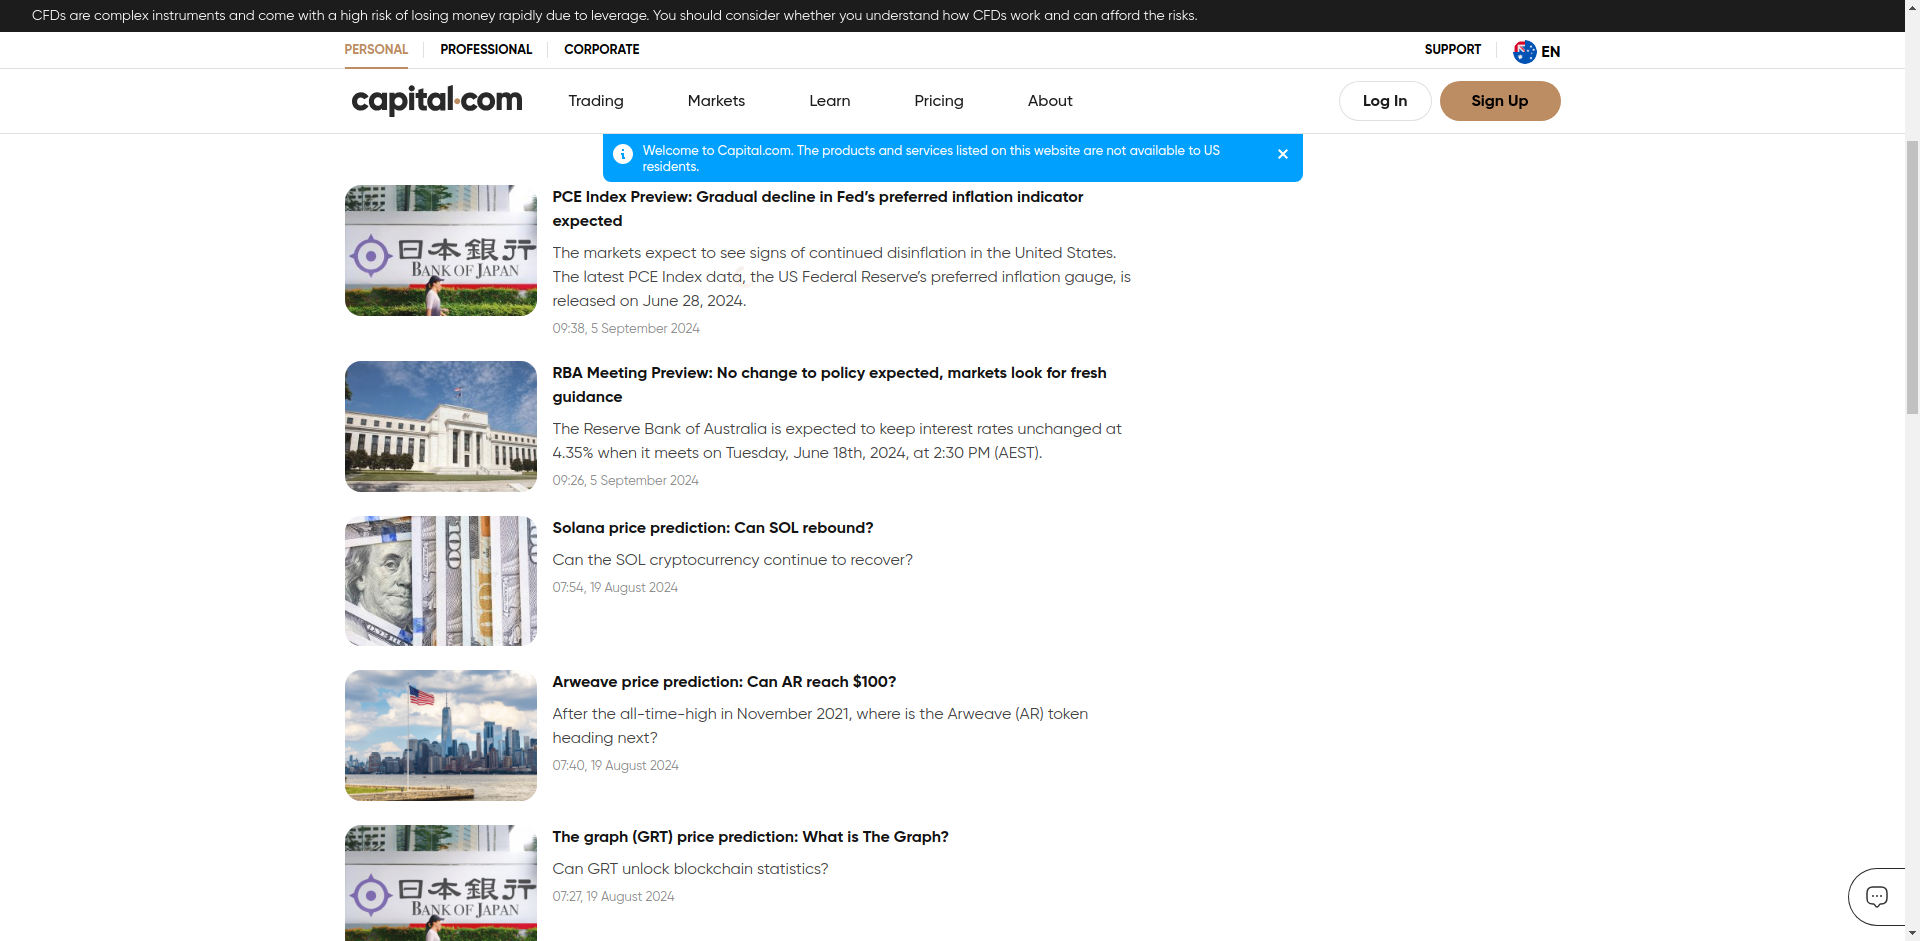 CFDs are complex instruments and come with a high risk of losing money rapidly due to leverage. You should consider whether you understand how CFDs work and can afford the risks.
PERSONAL
PROFESSIONAL
CORPORATE
SUPPORT
EN
capital.com
Trading
Markets
Learn
Pricing
About
Log In
Sign Up
Welcome to Capital.com. The products and services listed on this website are not available to US
residents.
日本銀行
BANK OF JAPAN
PCE Index Preview: Gradual decline in Fed’s preferred inflation indicator
expected
The markets expect to see signs of continued disinflation in the United States.
The latest PCE Index data, the US Federal Reserve’s preferred inflation gauge, is
released on June 28, 2024.
09:38, 5 September 2024
RBA Meeting Preview: No change to policy expected, markets look for fresh
guidance
The Reserve Bank of Australia is expected to keep interest rates unchanged at
4.35% when it meets on Tuesday, June 18th, 2024, at 2:30 PM (AEST).
09:26, 5 September 2024
100
Solana price prediction: Can SOL rebound?
Can the SOL cryptocurrency continue to recover?
07:54, 19 August 2024
Arweave price prediction: Can AR reach $100?
After the all-time-high in November 2021, where is the Arweave (AR) token
heading next?
07:40, 19 August 2024
日本銀行
BANK OF JAPAN
The graph (GRT) price prediction: What is The Graph?
Can GRT unlock blockchain statistics?
07:27, 19 August 2024